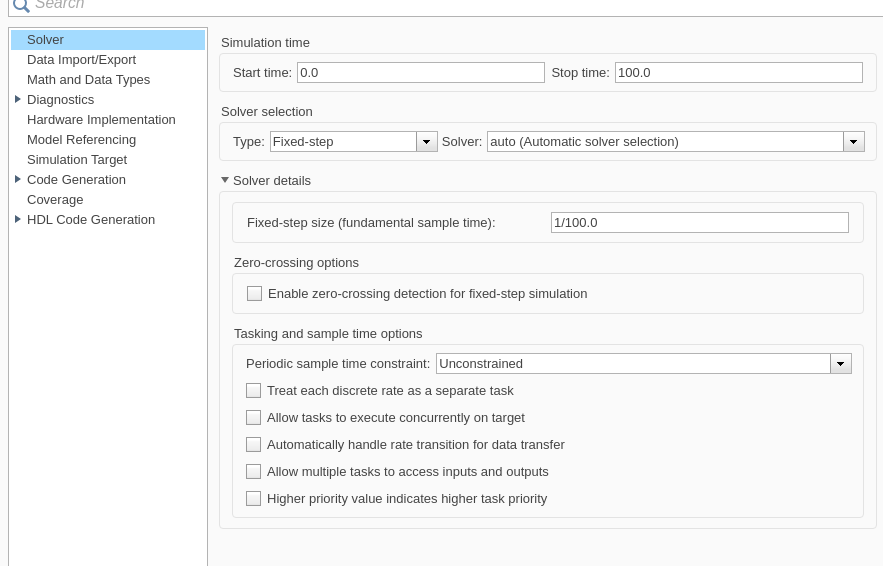 Search
Solver
Data Import/Export
Math and Data Types
Diagnostics
Hardware Implementation
Model Referencing
Simulation Target
Code Generation
Coverage
HDL Code Generation
Simulation time
Start time: 0.0 Stop time: 100.0
Solver selection
Type: Fixed-step Solver: auto (Automatic solver selection)
Solver details
Fixed-step size (fundamental sample time): 1/100.0
Zero-crossing options
Enable zero-crossing detection for fixed-step simulation
Tasking and sample time options
Periodic sample time constraint: Unconstrained
Treat each discrete rate as a separate task
Allow tasks to execute concurrently on target
Automatically handle rate transition for data transfer
Allow multiple tasks to access inputs and outputs
Higher priority value indicates higher task priority